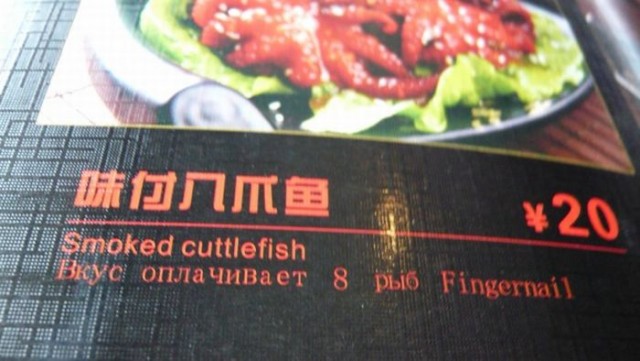 味付八爪鱼
¥20
Smoked cuttlefish
Вкус оплачивает 8 рыб Fingernail